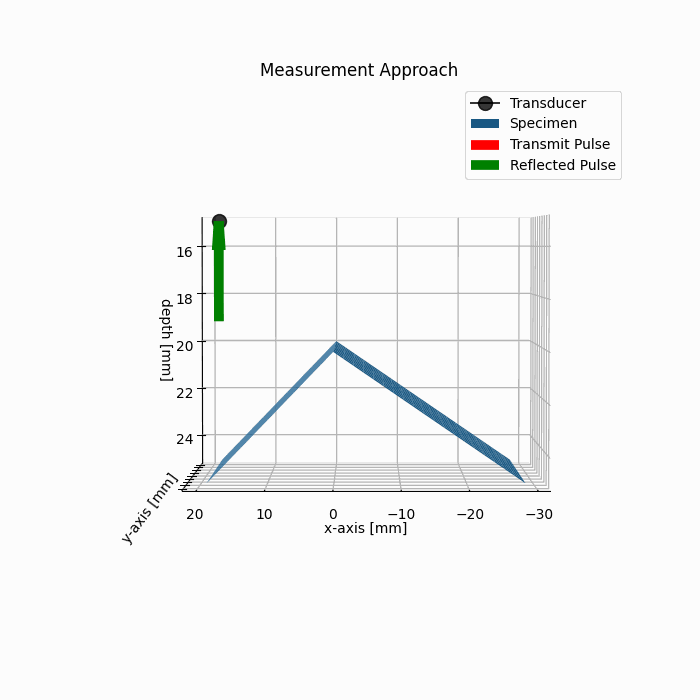 Measurement Approach
Transducer
Specimen
Transmit Pulse
Reflected Pulse
16
18
20
22
24
depth [mm]
y-axis [mm]
20 10 0 −10 −20 −30
x-axis [mm]